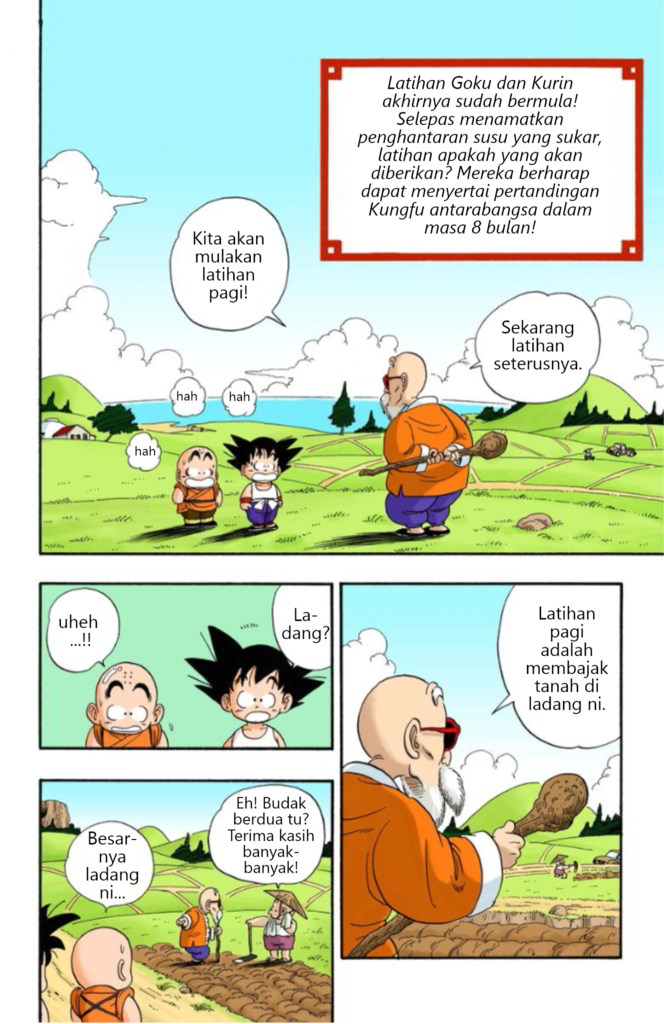 Latihan Goku dan Kurin
akhirnya sudah bermula!
Selepas menamatkan
penghantaran susu yang sukar,
latihan apakah yang akan
diberikan? Mereka berharap
dapat menyertai pertandingan
Kungfu antarabangsa dalam
masa 8 bulan!
Kita akan
mulakan
latihan
pagi!
Sekarang
latihan
seterusnya.
hah
hah
hah
uheh
...!!
La-
dang?
Latihan
pagi
adalah
membajak
tanah di
ladang ni.
Besar-
nya
ladang
ni...
Eh! Budak
berdua tu?
Terima kasih
banyak-
banyak!